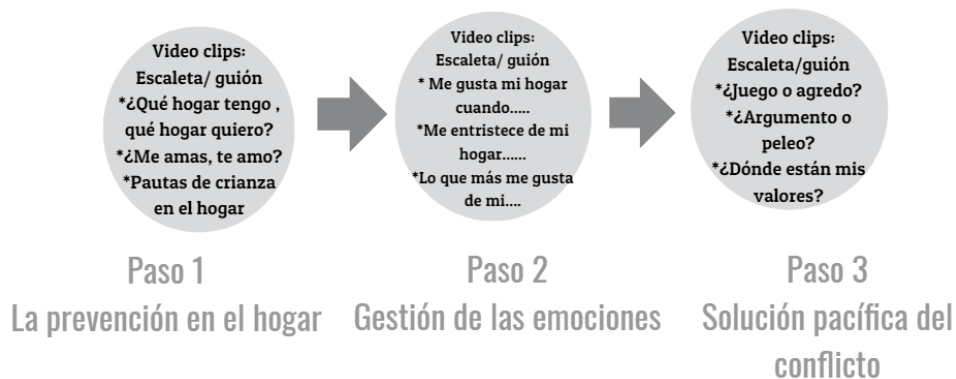 Video clips:
Escaleta/ guión
*¿Qué hogar tengo ,
qué hogar quiero?
*¿Me amas, te amo?
*Pautas de crianza
en el hogar
Video clips:
Escaleta/ guión
* Me gusta mi hogar
cuando.....
*Me entristece de mi
hogar......
*Lo que más me gusta
de mi....
Video clips:
Escaleta/guión
*¿Juego o agredo?
*¿Argumento o
peleo?
*¿Dónde están mis
valores?
Paso 1
La prevención en el hogar
Paso 2
Gestión de las emociones
Paso 3
Solución pacífica del
conflicto